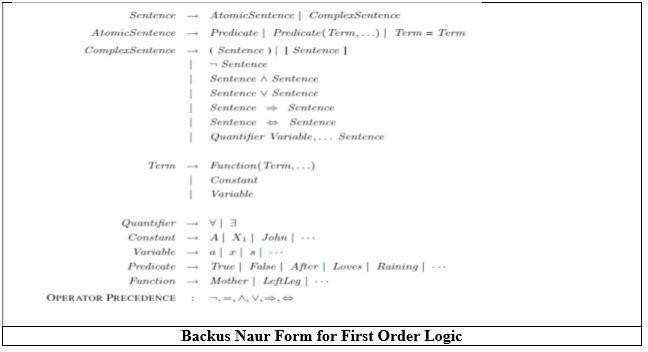 Sentence → AtomicSentence | ComplexSentence
AtomicSentence → Predicate | Predicate(Term,...) | Term = Term
ComplexSentence → ( Sentence ) | [ Sentence ]
| ¬ Sentence
| Sentence ∧ Sentence
| Sentence ∨ Sentence
| Sentence ⇒ Sentence
| Sentence ⇔ Sentence
| Quantifier Variable,... Sentence
Term → Function(Term,...)
| Constant
| Variable
Quantifier → ∀ | ∃
Constant → A | X₁ | John | ···
Variable → a | x | s | ···
Predicate → True | False | After | Loves | Raining | ···
Function → Mother | LeftLeg | ···
OPERATOR PRECEDENCE : ¬,=,∧,∨,⇒,⇔
Backus Naur Form for First Order Logic